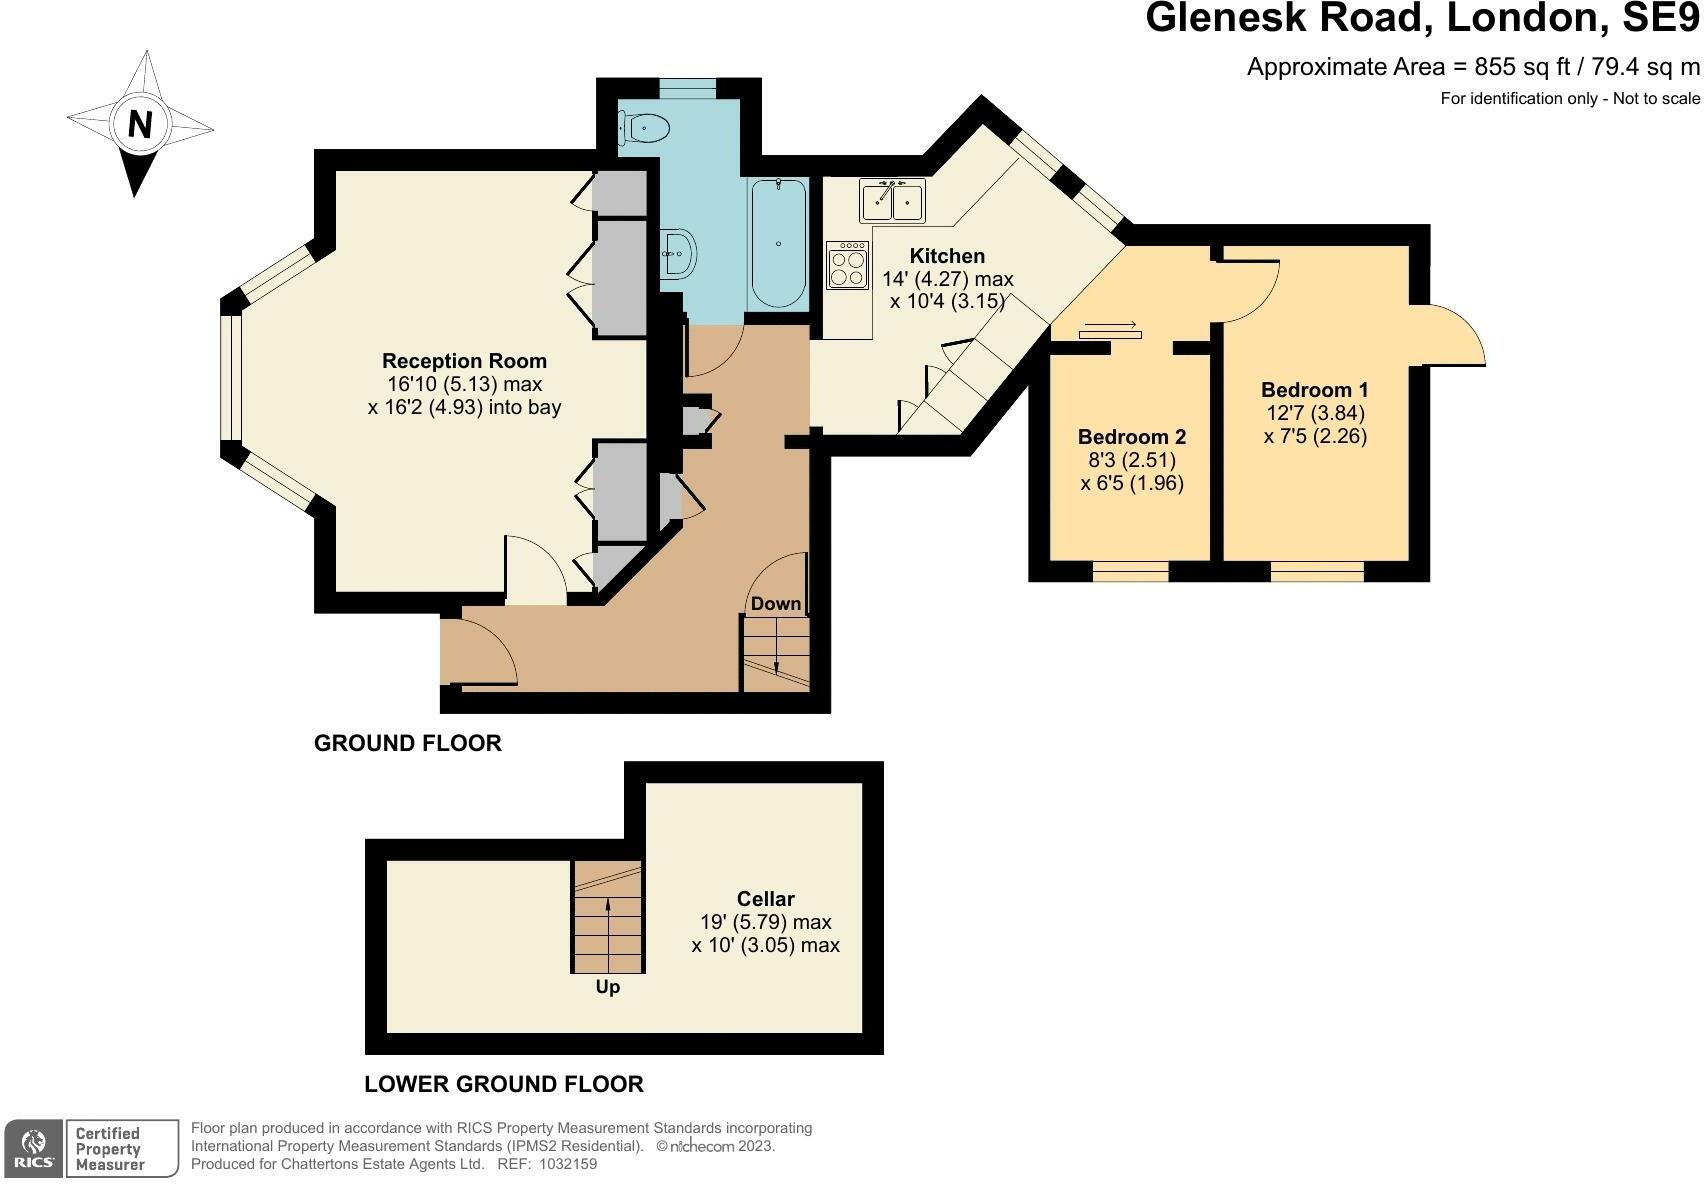 Glenesk Road, London, SE9
Approximate Area = 855 sq ft / 79.4 sq m
For identification only - Not to scale
N
Kitchen
14' (4.27) max
x 10'4 (3.15)
Reception Room
16'10 (5.13) max
x 16'2 (4.93) into bay
Bedroom 1
12'7 (3.84)
x 7'5 (2.26)
Bedroom 2
8'3 (2.51)
x 6'5 (1.96)
Down
GROUND FLOOR
Cellar
19' (5.79) max
x 10' (3.05) max
Up
LOWER GROUND FLOOR
RICS
Certified
Property
Measurer
Floor plan produced in accordance with RICS Property Measurement Standards incorporating
International Property Measurement Standards (IPMS2 Residential). © nichecom 2023.
Produced for Chattertons Estate Agents Ltd. REF: 1032159